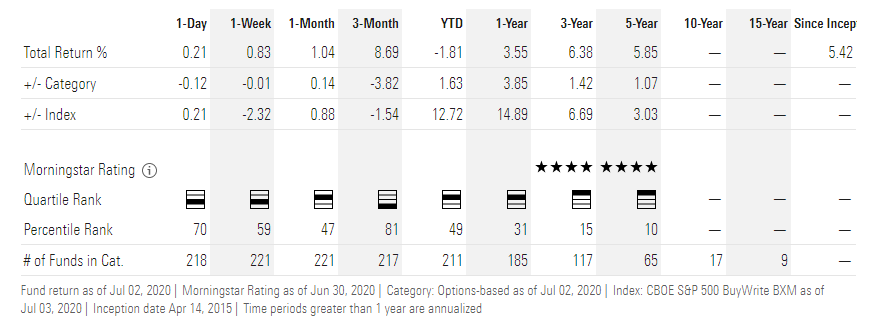 1-Day 1-Week 1-Month 3-Month YTD 1-Year 3-Year 5-Year 10-Year 15-Year Since Incep
Total Return % 0.21 0.83 1.04 8.69 -1.81 3.55 6.38 5.85 — — 5.42
+/- Category -0.12 -0.01 0.14 -3.82 1.63 3.85 1.42 1.07 — — —
+/- Index 0.21 -2.32 0.88 -1.54 12.72 14.89 6.69 3.03 — — —
Morningstar Rating i ★★★★ ★★★★
Quartile Rank — — —
Percentile Rank 70 59 47 81 49 31 15 10 — — —
# of Funds in Cat. 218 221 221 217 211 185 117 65 17 9 —
Fund return as of Jul 02, 2020 | Morningstar Rating as of Jun 30, 2020 | Category: Options-based as of Jul 02, 2020 | Index: CBOE S&P 500 BuyWrite BXM as of
Jul 03, 2020 | Inception date Apr 14, 2015 | Time periods greater than 1 year are annualized